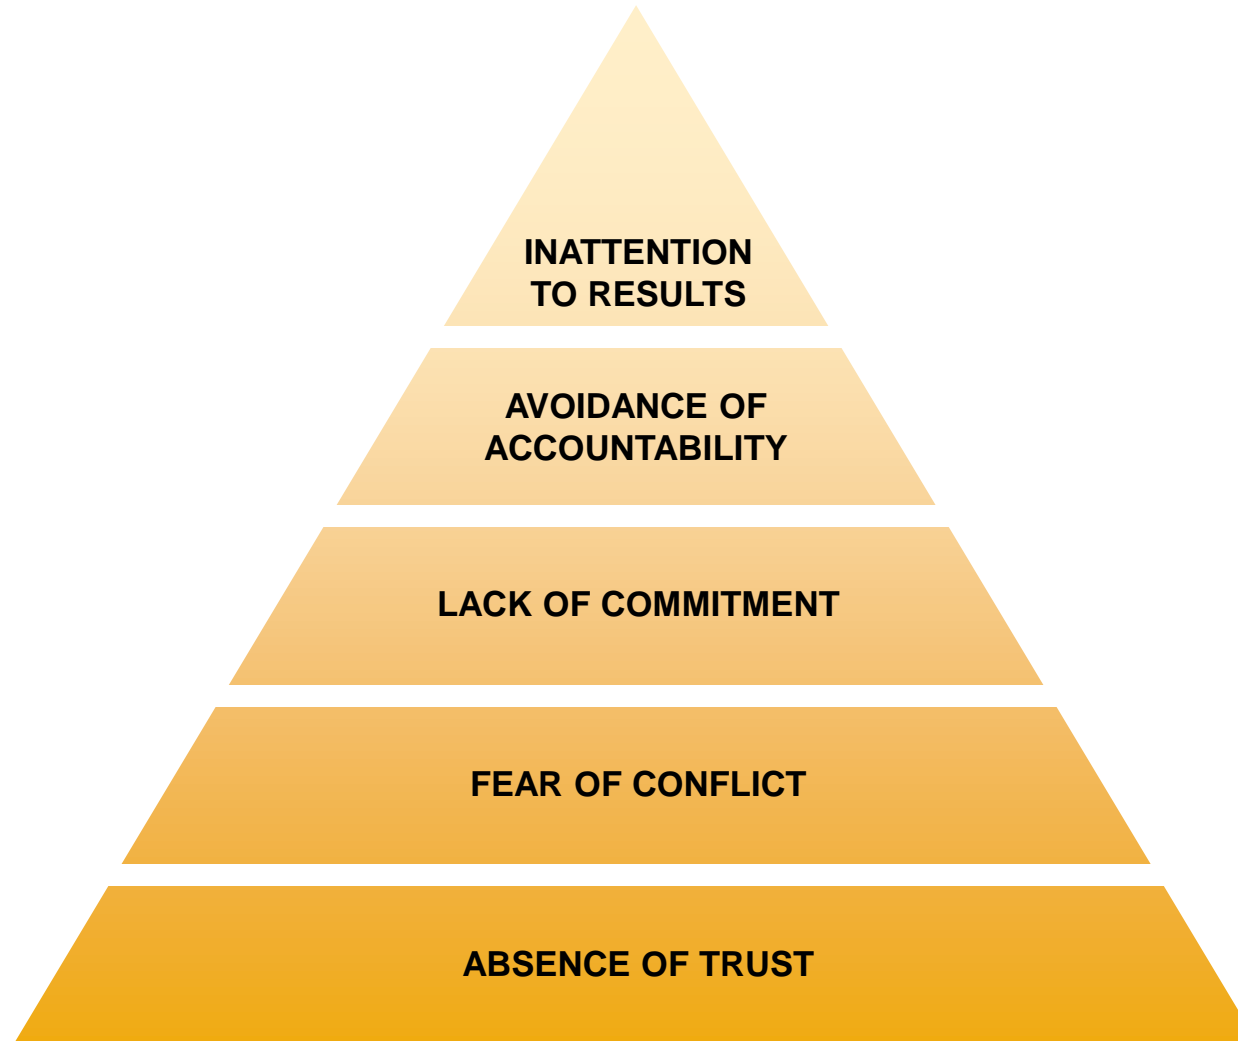 INATTENTION
TO RESULTS
AVOIDANCE OF
ACCOUNTABILITY
LACK OF COMMITMENT
FEAR OF CONFLICT
ABSENCE OF TRUST